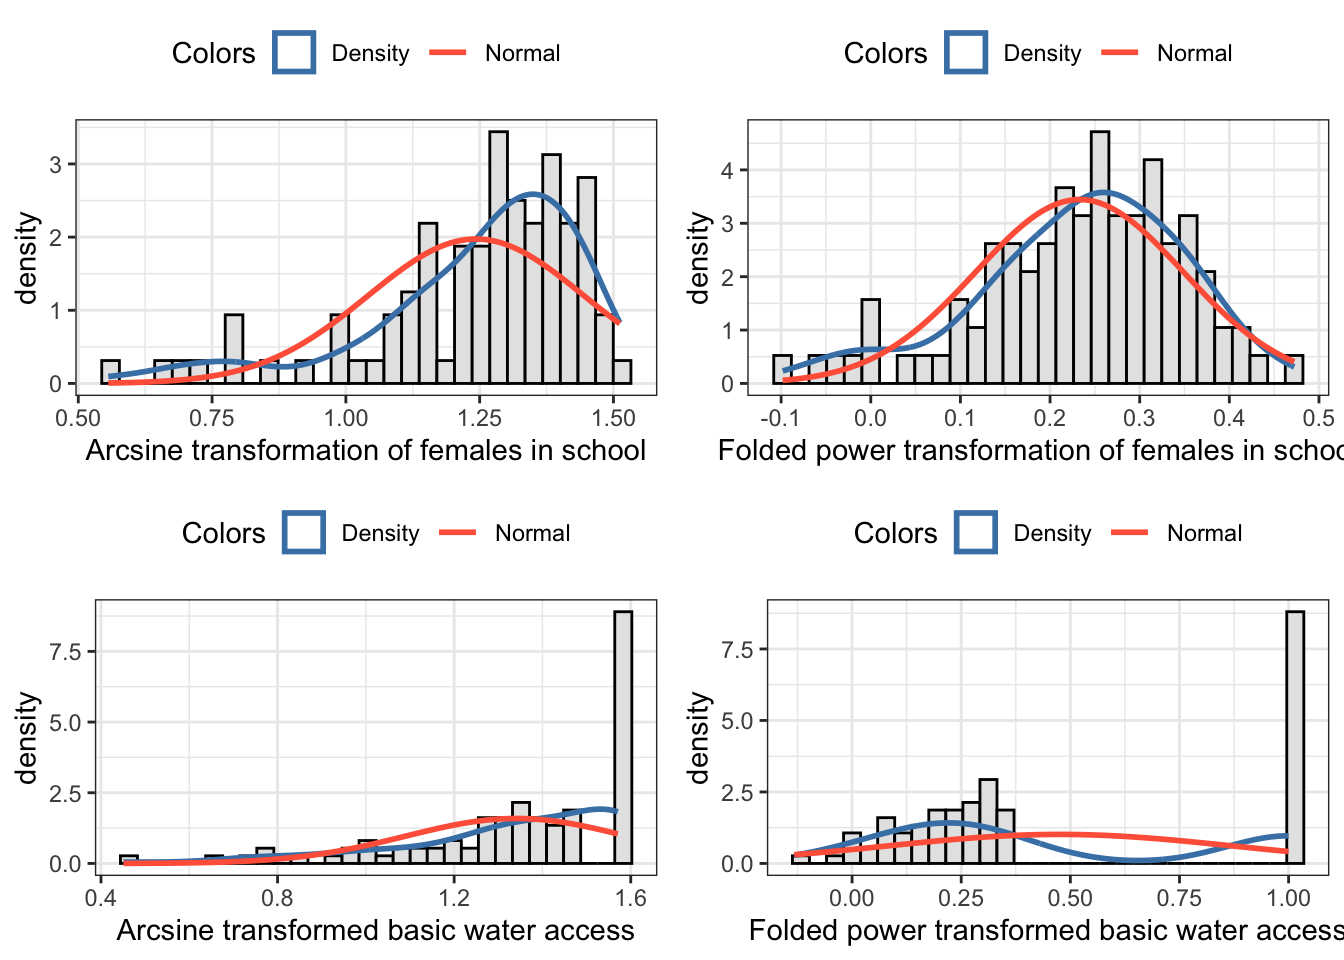 Colors Density Normal
density
3
2
1
0
0.50 0.75 1.00 1.25 1.50
Arcsine transformation of females in school
Colors Density Normal
density
4
3
2
1
0
-0.1 0.0 0.1 0.2 0.3 0.4 0.5
Folded power transformation of females in schoo
Colors Density Normal
density
7.5
5.0
2.5
0.0
0.4 0.8 1.2 1.6
Arcsine transformed basic water access
Colors Density Normal
density
7.5
5.0
2.5
0.0
0.00 0.25 0.50 0.75 1.00
Folded power transformed basic water access